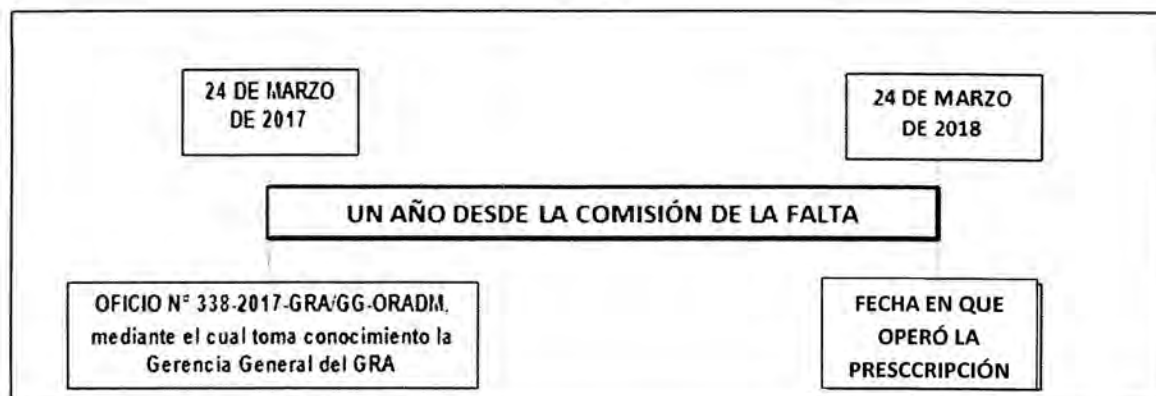 24 DE MARZO
DE 2017
24 DE MARZO
DE 2018
UN AÑO DESDE LA COMISIÓN DE LA FALTA
OFICIO N° 338-2017-GRA/GG-ORADM,
mediante el cual toma conocimiento la
Gerencia General del GRA
FECHA EN QUE
OPERÓ LA
PRESCCRIPCIÓN